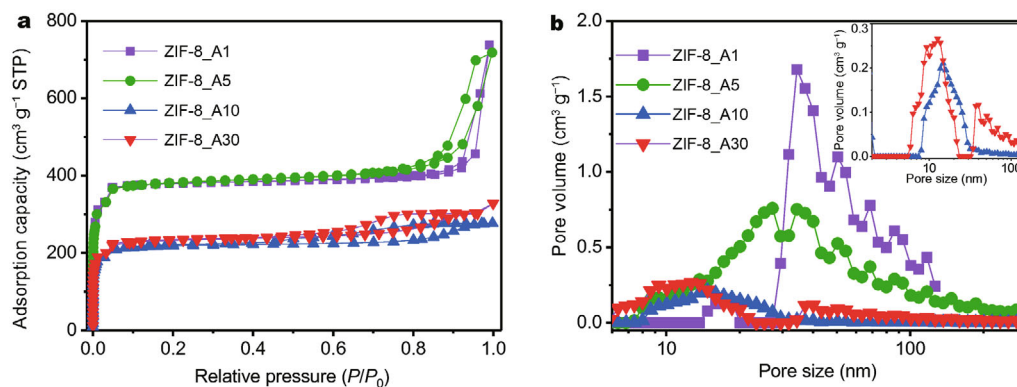 a
Adsorption capacity (cm³ g⁻¹ STP)
800
600
400
200
0
ZIF-8_A1
ZIF-8_A5
ZIF-8_A10
ZIF-8_A30
0.0 0.2 0.4 0.6 0.8 1.0
Relative pressure (P/P₀)
b
Pore volume (cm³ g⁻¹)
2.0
1.5
1.0
0.5
0.0
ZIF-8_A1
ZIF-8_A5
ZIF-8_A10
ZIF-8_A30
10 100
Pore size (nm)
Pore volume (cm³ g⁻¹)
0.3
0.2
0.1
0.0
10 100
Pore size (nm)